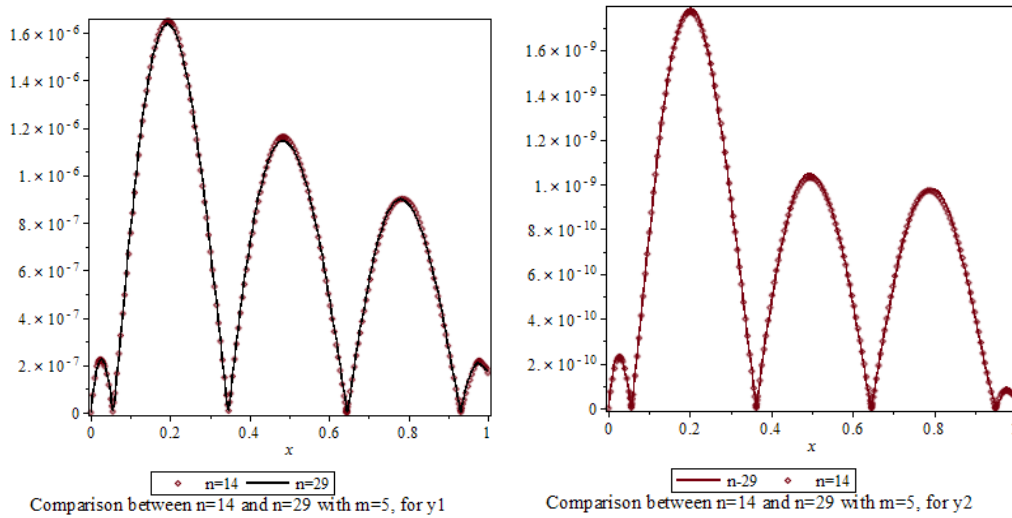 1.6 × 10⁻⁶
1.4 × 10⁻⁶
1.2 × 10⁻⁶
1. × 10⁻⁶
8. × 10⁻⁷
6. × 10⁻⁷
4. × 10⁻⁷
2. × 10⁻⁷
0
0 0.2 0.4 0.6 0.8 1
x
n=14 n=29
Comparison between n=14 and n=29 with m=5, for y1
1.6 × 10⁻⁹
1.4 × 10⁻⁹
1.2 × 10⁻⁹
1. × 10⁻⁹
8. × 10⁻¹⁰
6. × 10⁻¹⁰
4. × 10⁻¹⁰
2. × 10⁻¹⁰
0
0 0.2 0.4 0.6 0.8 1
x
n-29 n=14
Comparison between n=14 and n=29 with m=5, for y2